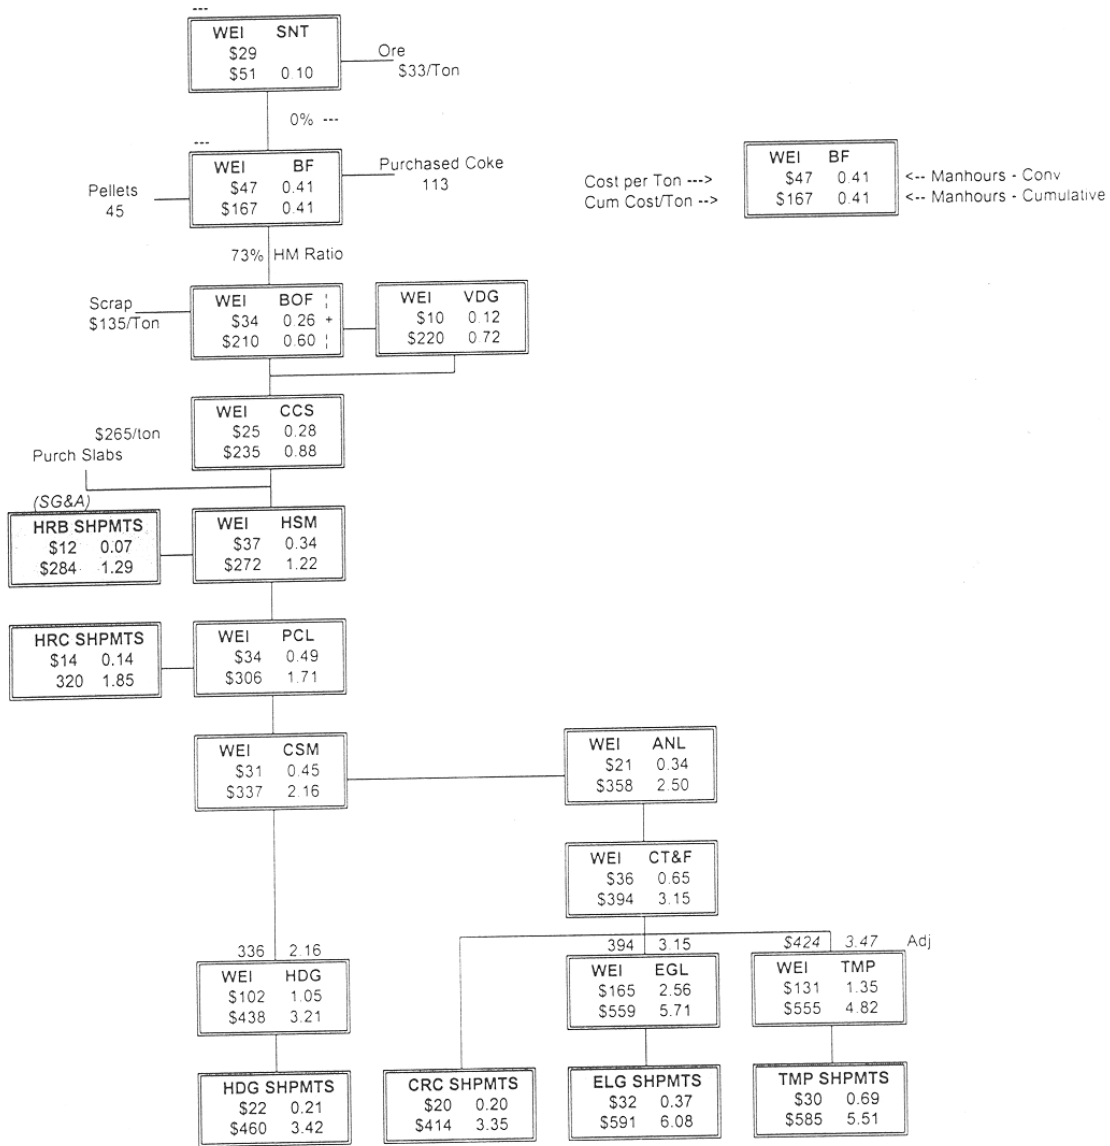 ---
WEI SNT
$29
$51 0.10
Ore
$33/Ton
0% ---
---
WEI BF
$47 0.41
$167 0.41
Pellets
45
Purchased Coke
113
Cost per Ton --->
Cum Cost/Ton -->
WEI BF
$47 0.41
$167 0.41
<-- Manhours - Conv
<-- Manhours - Cumulative
73% HM Ratio
Scrap
$135/Ton
WEI BOF ¦
$34 0.26 +
$210 0.60 ¦
WEI VDG
$10 0.12
$220 0.72
WEI CCS
$25 0.28
$235 0.88
$265/ton
Purch Slabs
(SG&A)
HRB SHPMTS
$12 0.07
$284 1.29
WEI HSM
$37 0.34
$272 1.22
HRC SHPMTS
$14 0.14
320 1.85
WEI PCL
$34 0.49
$306 1.71
WEI CSM
$31 0.45
$337 2.16
WEI ANL
$21 0.34
$358 2.50
WEI CT&F
$36 0.65
$394 3.15
336 2.16
394 3.15
$424 3.47 Adj
WEI HDG
$102 1.05
$438 3.21
WEI EGL
$165 2.56
$559 5.71
WEI TMP
$131 1.35
$555 4.82
HDG SHPMTS
$22 0.21
$460 3.42
CRC SHPMTS
$20 0.20
$414 3.35
ELG SHPMTS
$32 0.37
$591 6.08
TMP SHPMTS
$30 0.69
$585 5.51